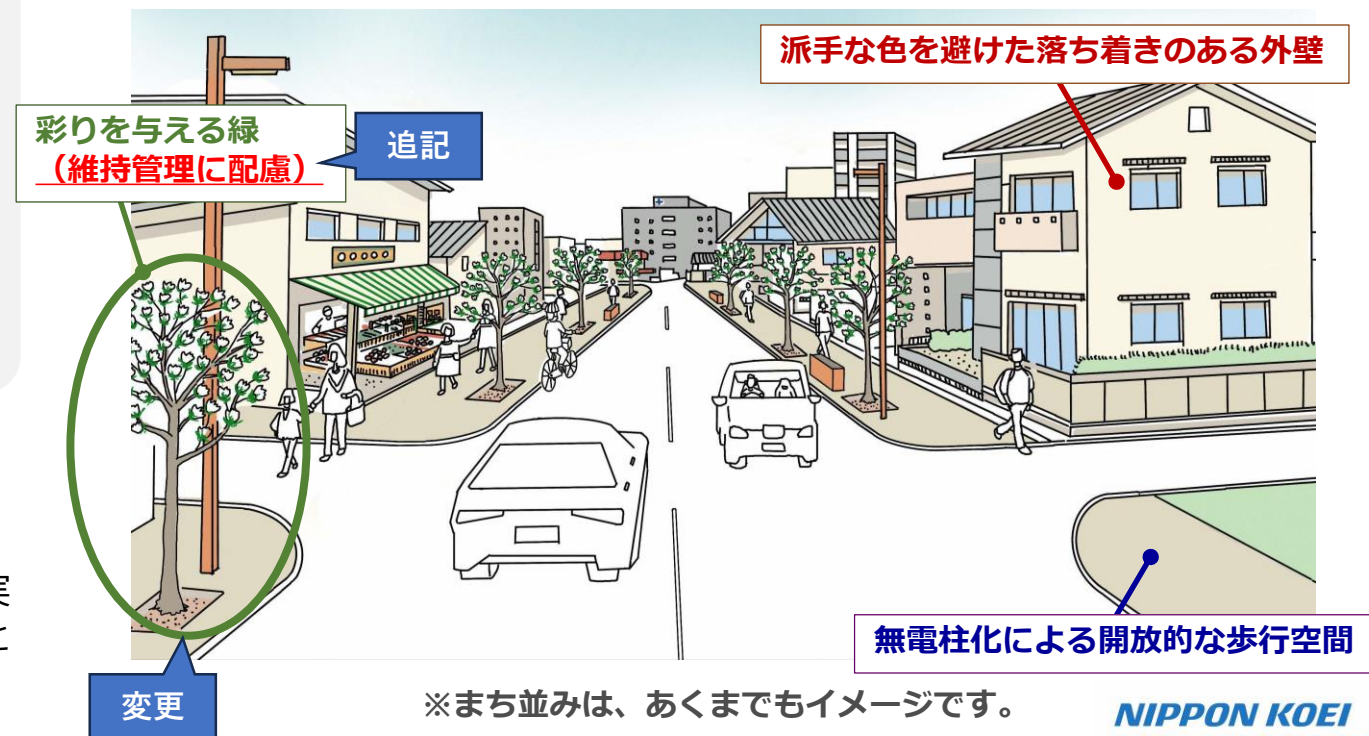 派手な色を避けた落ち着きのある外壁
彩りを与える緑
（維持管理に配慮）
追記
実
無電柱化による開放的な歩行空間
変更
※まち並みは、あくまでもイメージです。
NIPPON KOEI